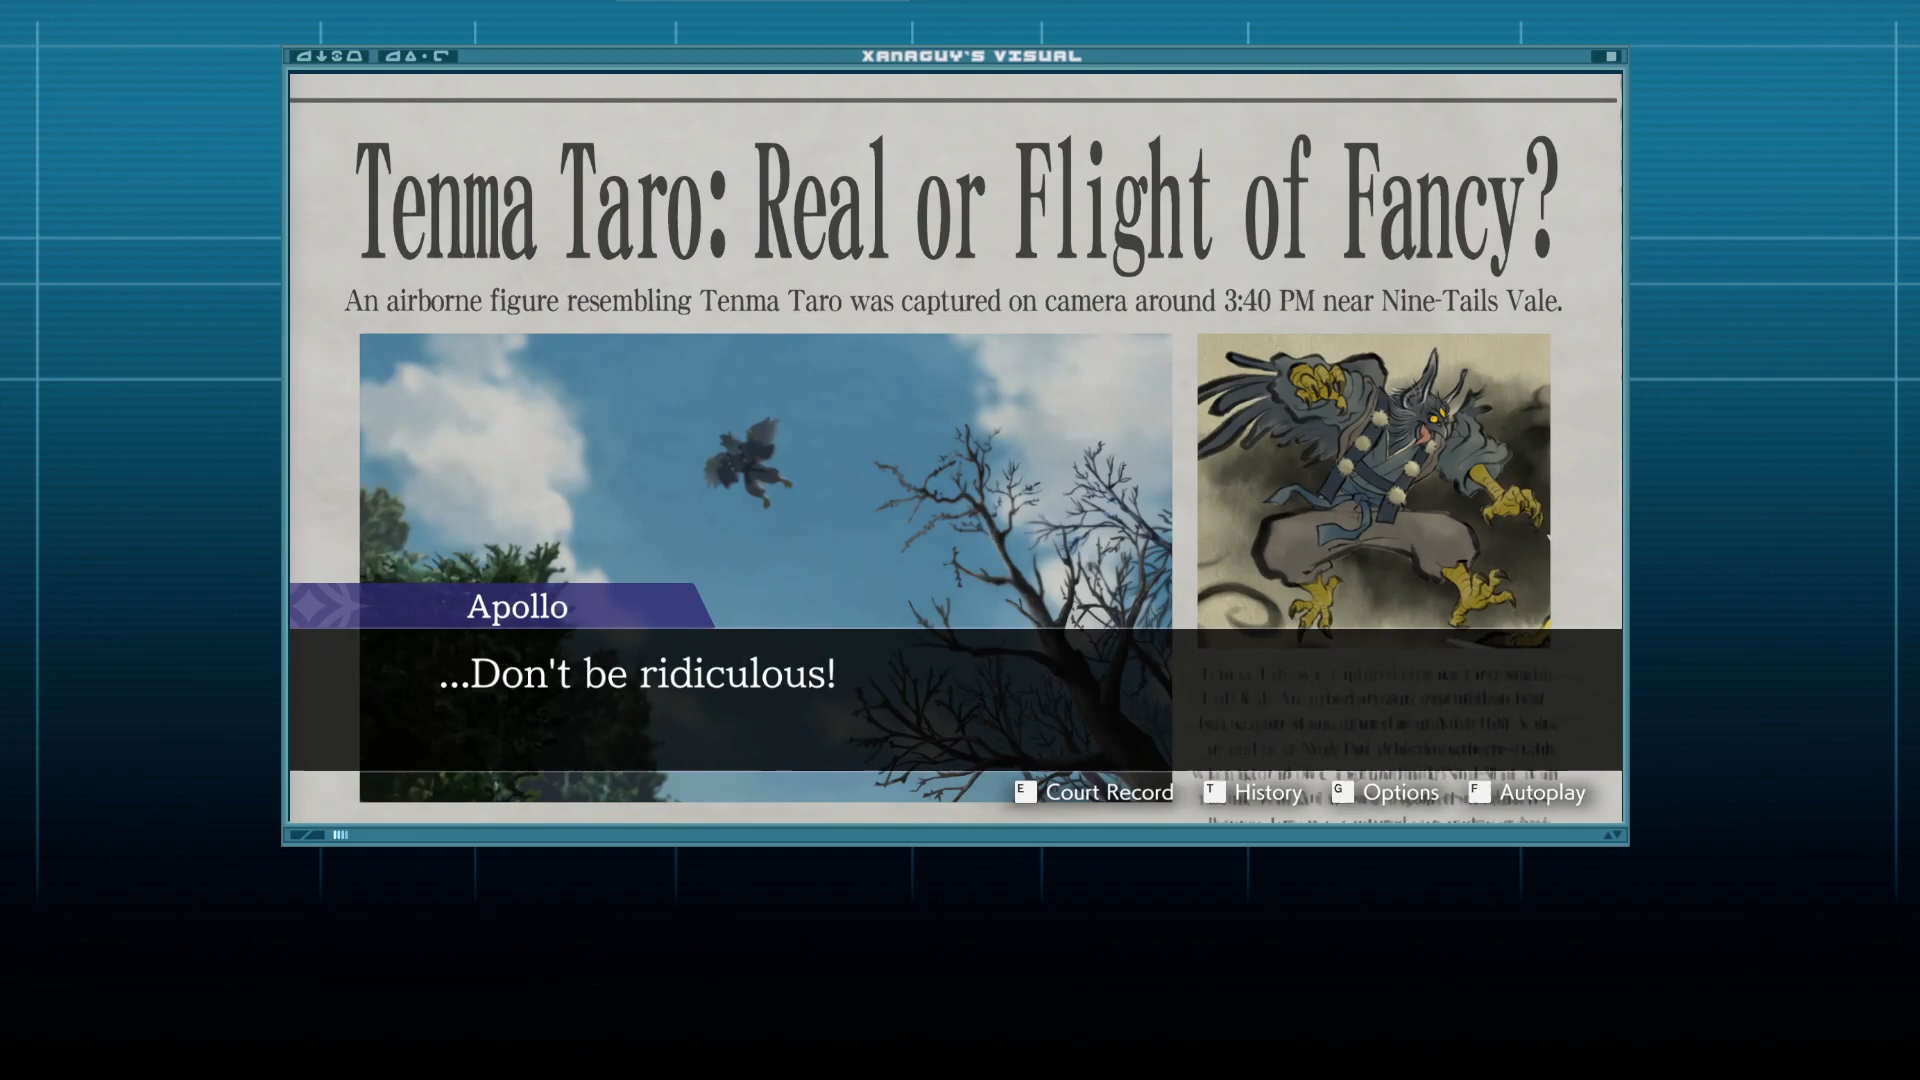 XANAGUY'S VISUAL
Tenma Taro: Real or Flight of Fancy?
An airborne figure resembling Tenma Taro was captured on camera around 3:40 PM near Nine-Tails Vale.
Apollo
...Don't be ridiculous!
E Court Record T History G Options F Autoplay